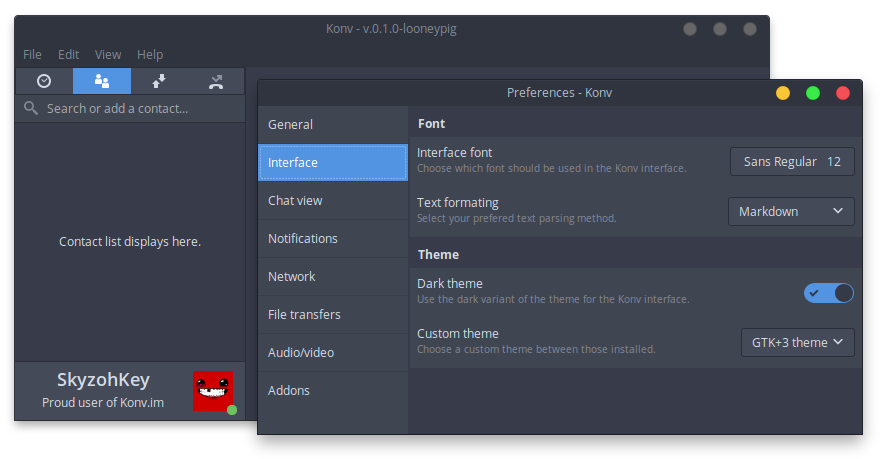 Konv - v.0.1.0-looneypig
File Edit View Help
Search or add a contact...
Contact list displays here.
SkyzohKey
Proud user of Konv.im
Preferences - Konv
General
Interface
Chat view
Notifications
Network
File transfers
Audio/video
Addons
Font
Interface font
Choose which font should be used in the Konv interface.
Sans Regular 12
Text formating
Select your prefered text parsing method.
Markdown
Theme
Dark theme
Use the dark variant of the theme for the Konv interface.
Custom theme
Choose a custom theme between those installed.
GTK+3 theme